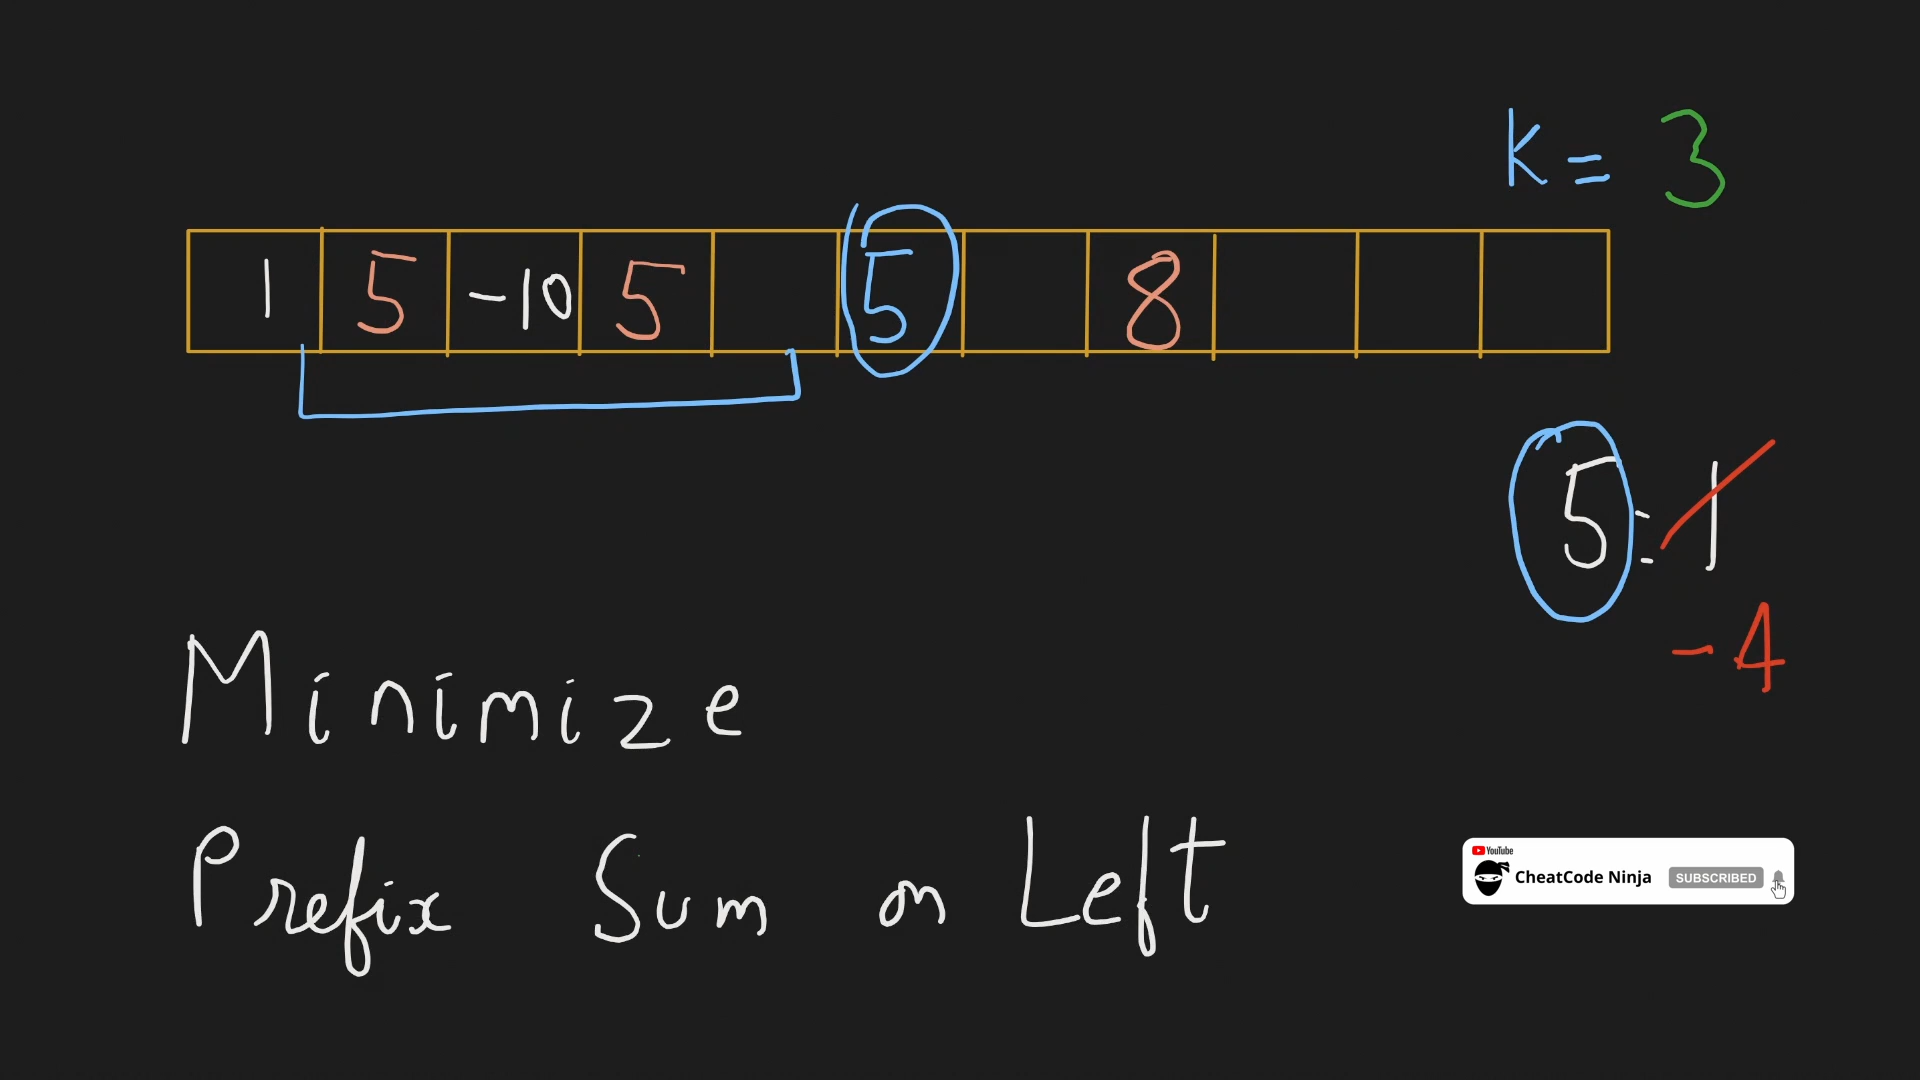 K = 3
1 5 -10 5 5 8
5 : 1
-4
Minimize
Prefix Sum on Left
YouTube
CheatCode Ninja SUBSCRIBED